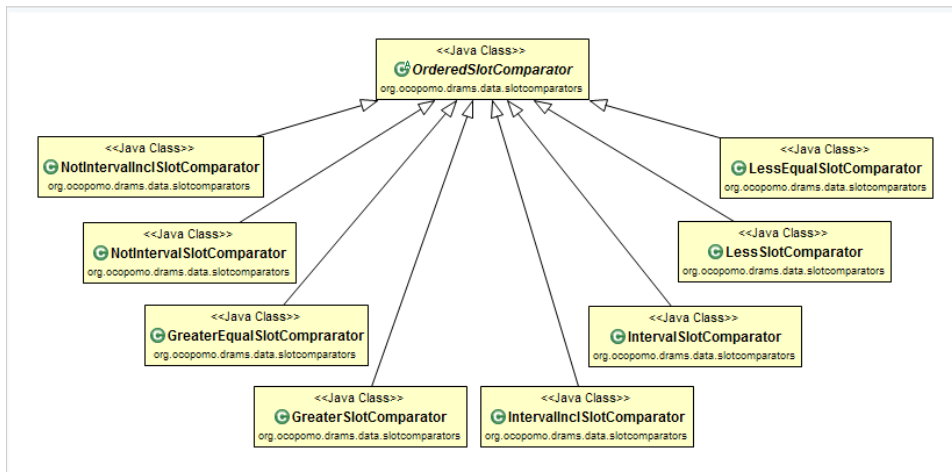 <<Java Class>>
OrderedSlotComparator
org.ocopomo.drams.data.slotcomparators
<<Java Class>>
NotIntervalInclSlotComparator
org.ocopomo.drams.data.slotcomparators
<<Java Class>>
LessEqualSlotComparator
org.ocopomo.drams.data.slotcomparators
<<Java Class>>
NotIntervalSlotComparator
org.ocopomo.drams.data.slotcomparators
<<Java Class>>
LessSlotComparator
org.ocopomo.drams.data.slotcomparators
<<Java Class>>
GreaterEqualSlotComprarator
org.ocopomo.drams.data.slotcomparators
<<Java Class>>
IntervalSlotComparator
org.ocopomo.drams.data.slotcomparators
<<Java Class>>
GreaterSlotComparator
org.ocopomo.drams.data.slotcomparators
<<Java Class>>
IntervalInclSlotComparator
org.ocopomo.drams.data.slotcomparators